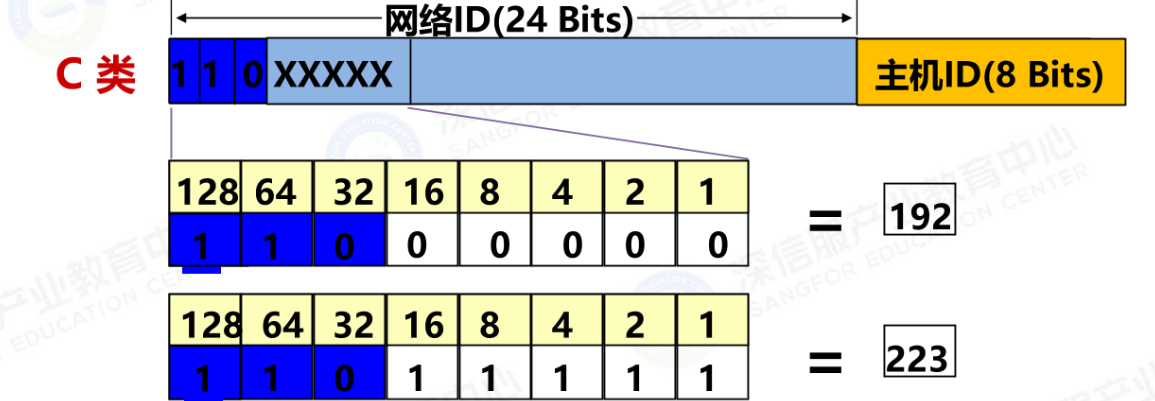 网络ID(24 Bits)
C 类 1 1 0 XXXXX 主机ID(8 Bits)
128 64 32 16 8 4 2 1
1 1 0 0 0 0 0 0 = 192
128 64 32 16 8 4 2 1
1 1 0 1 1 1 1 1 = 223
深信服产业教育中心
SANGFOR EDUCATION CENTER